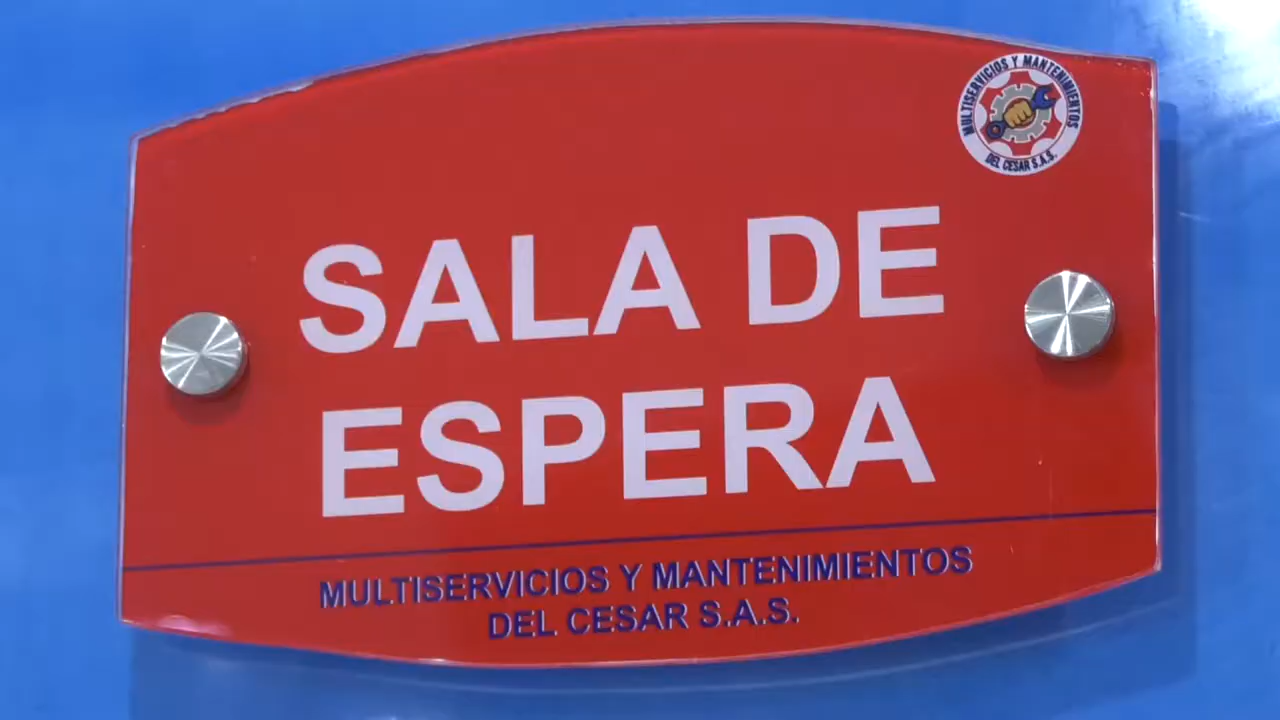 MULTISERVICIOS Y MANTENIMIENTOS
DEL CESAR S.A.S.
SALA DE
ESPERA
MULTISERVICIOS Y MANTENIMIENTOS
DEL CESAR S.A.S.